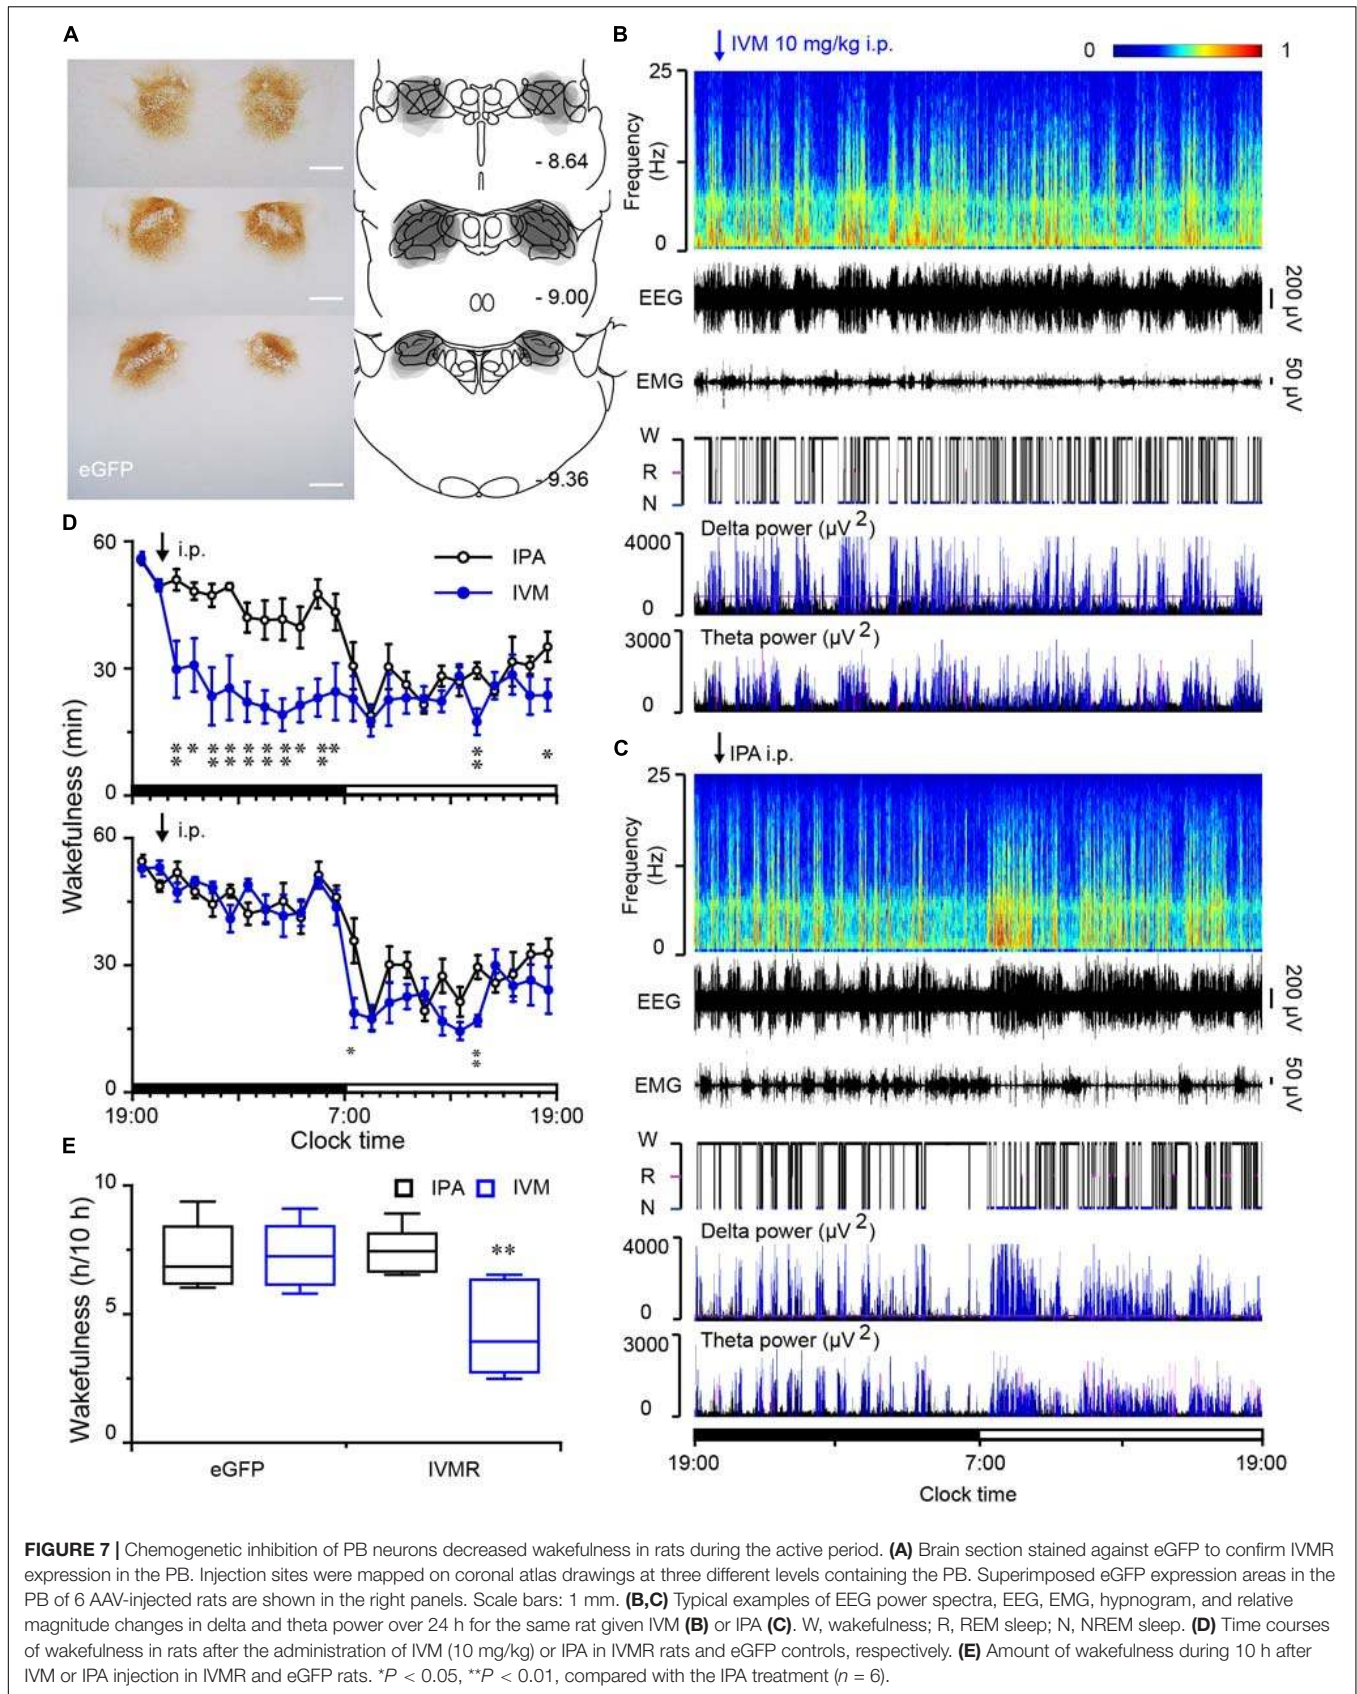 A
- 8.64
- 9.00
- 9.36
eGFP
B
IVM 10 mg/kg i.p.
0 1
25
Frequency
(Hz)
0
EEG
200 µV
EMG
50 µV
W
R
N
Delta power (µV 2)
4000
0
Theta power (µV 2)
3000
0
C
IPA i.p.
25
Frequency
(Hz)
0
EEG
200 µV
EMG
50 µV
W
R
N
Delta power (µV 2)
4000
0
Theta power (µV 2)
3000
0
19:00 7:00 19:00
Clock time
D
60
i.p.
IPA
IVM
30
Wakefulness (min)
** * ** ** ** ** ** * ** * ** *
0
60
i.p.
30
* **
0
19:00 7:00 19:00
Clock time
E
10
IPA IVM
**
Wakefulness (h/10 h)
5
0
eGFP IVMR
FIGURE 7 | Chemogenetic inhibition of PB neurons decreased wakefulness in rats during the active period. (A) Brain section stained against eGFP to confirm IVMR
expression in the PB. Injection sites were mapped on coronal atlas drawings at three different levels containing the PB. Superimposed eGFP expression areas in the
PB of 6 AAV-injected rats are shown in the right panels. Scale bars: 1 mm. (B,C) Typical examples of EEG power spectra, EEG, EMG, hypnogram, and relative
magnitude changes in delta and theta power over 24 h for the same rat given IVM (B) or IPA (C). W, wakefulness; R, REM sleep; N, NREM sleep. (D) Time courses
of wakefulness in rats after the administration of IVM (10 mg/kg) or IPA in IVMR rats and eGFP controls, respectively. (E) Amount of wakefulness during 10 h after
IVM or IPA injection in IVMR and eGFP rats. *P < 0.05, **P < 0.01, compared with the IPA treatment (n = 6).